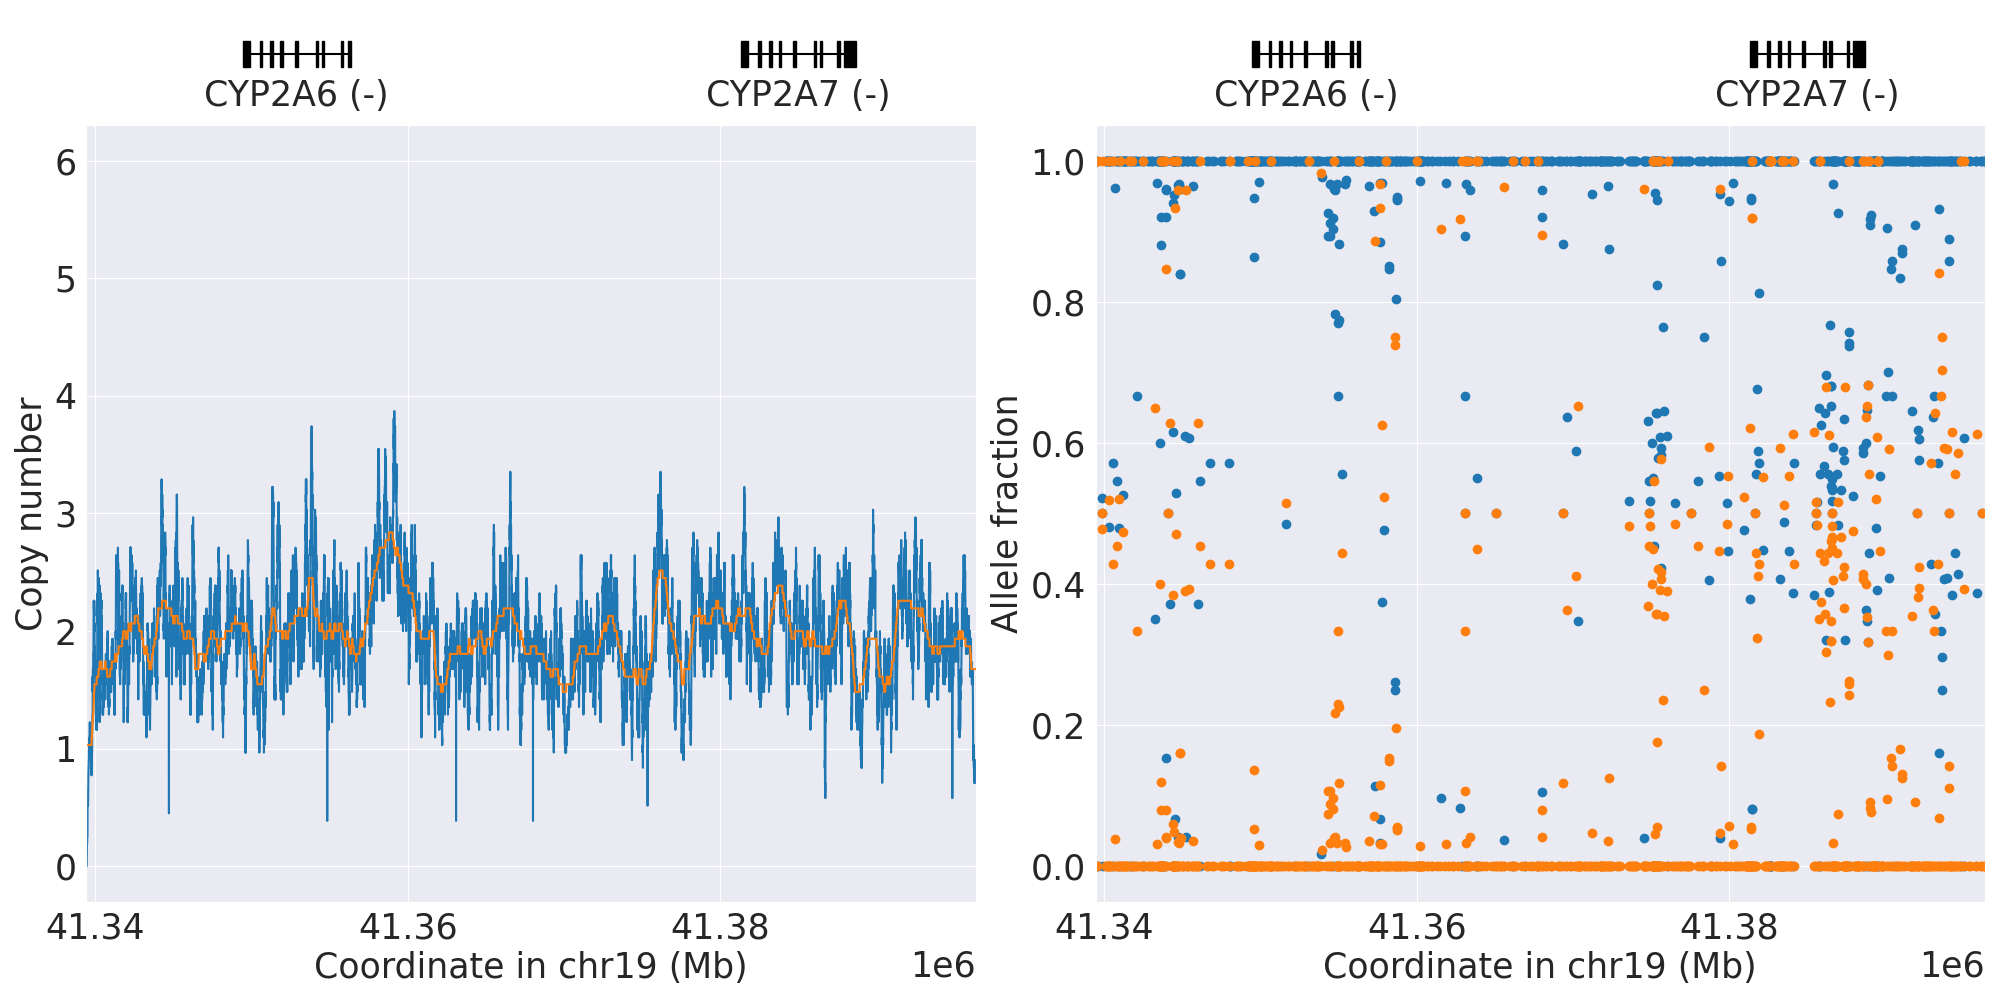 CYP2A6 (-)
CYP2A7 (-)
CYP2A6 (-)
CYP2A7 (-)
Copy number
6
5
4
3
2
1
0
41.34
41.36
41.38
Coordinate in chr19 (Mb)
1e6
Allele fraction
1.0
0.8
0.6
0.4
0.2
0.0
41.34
41.36
41.38
Coordinate in chr19 (Mb)
1e6